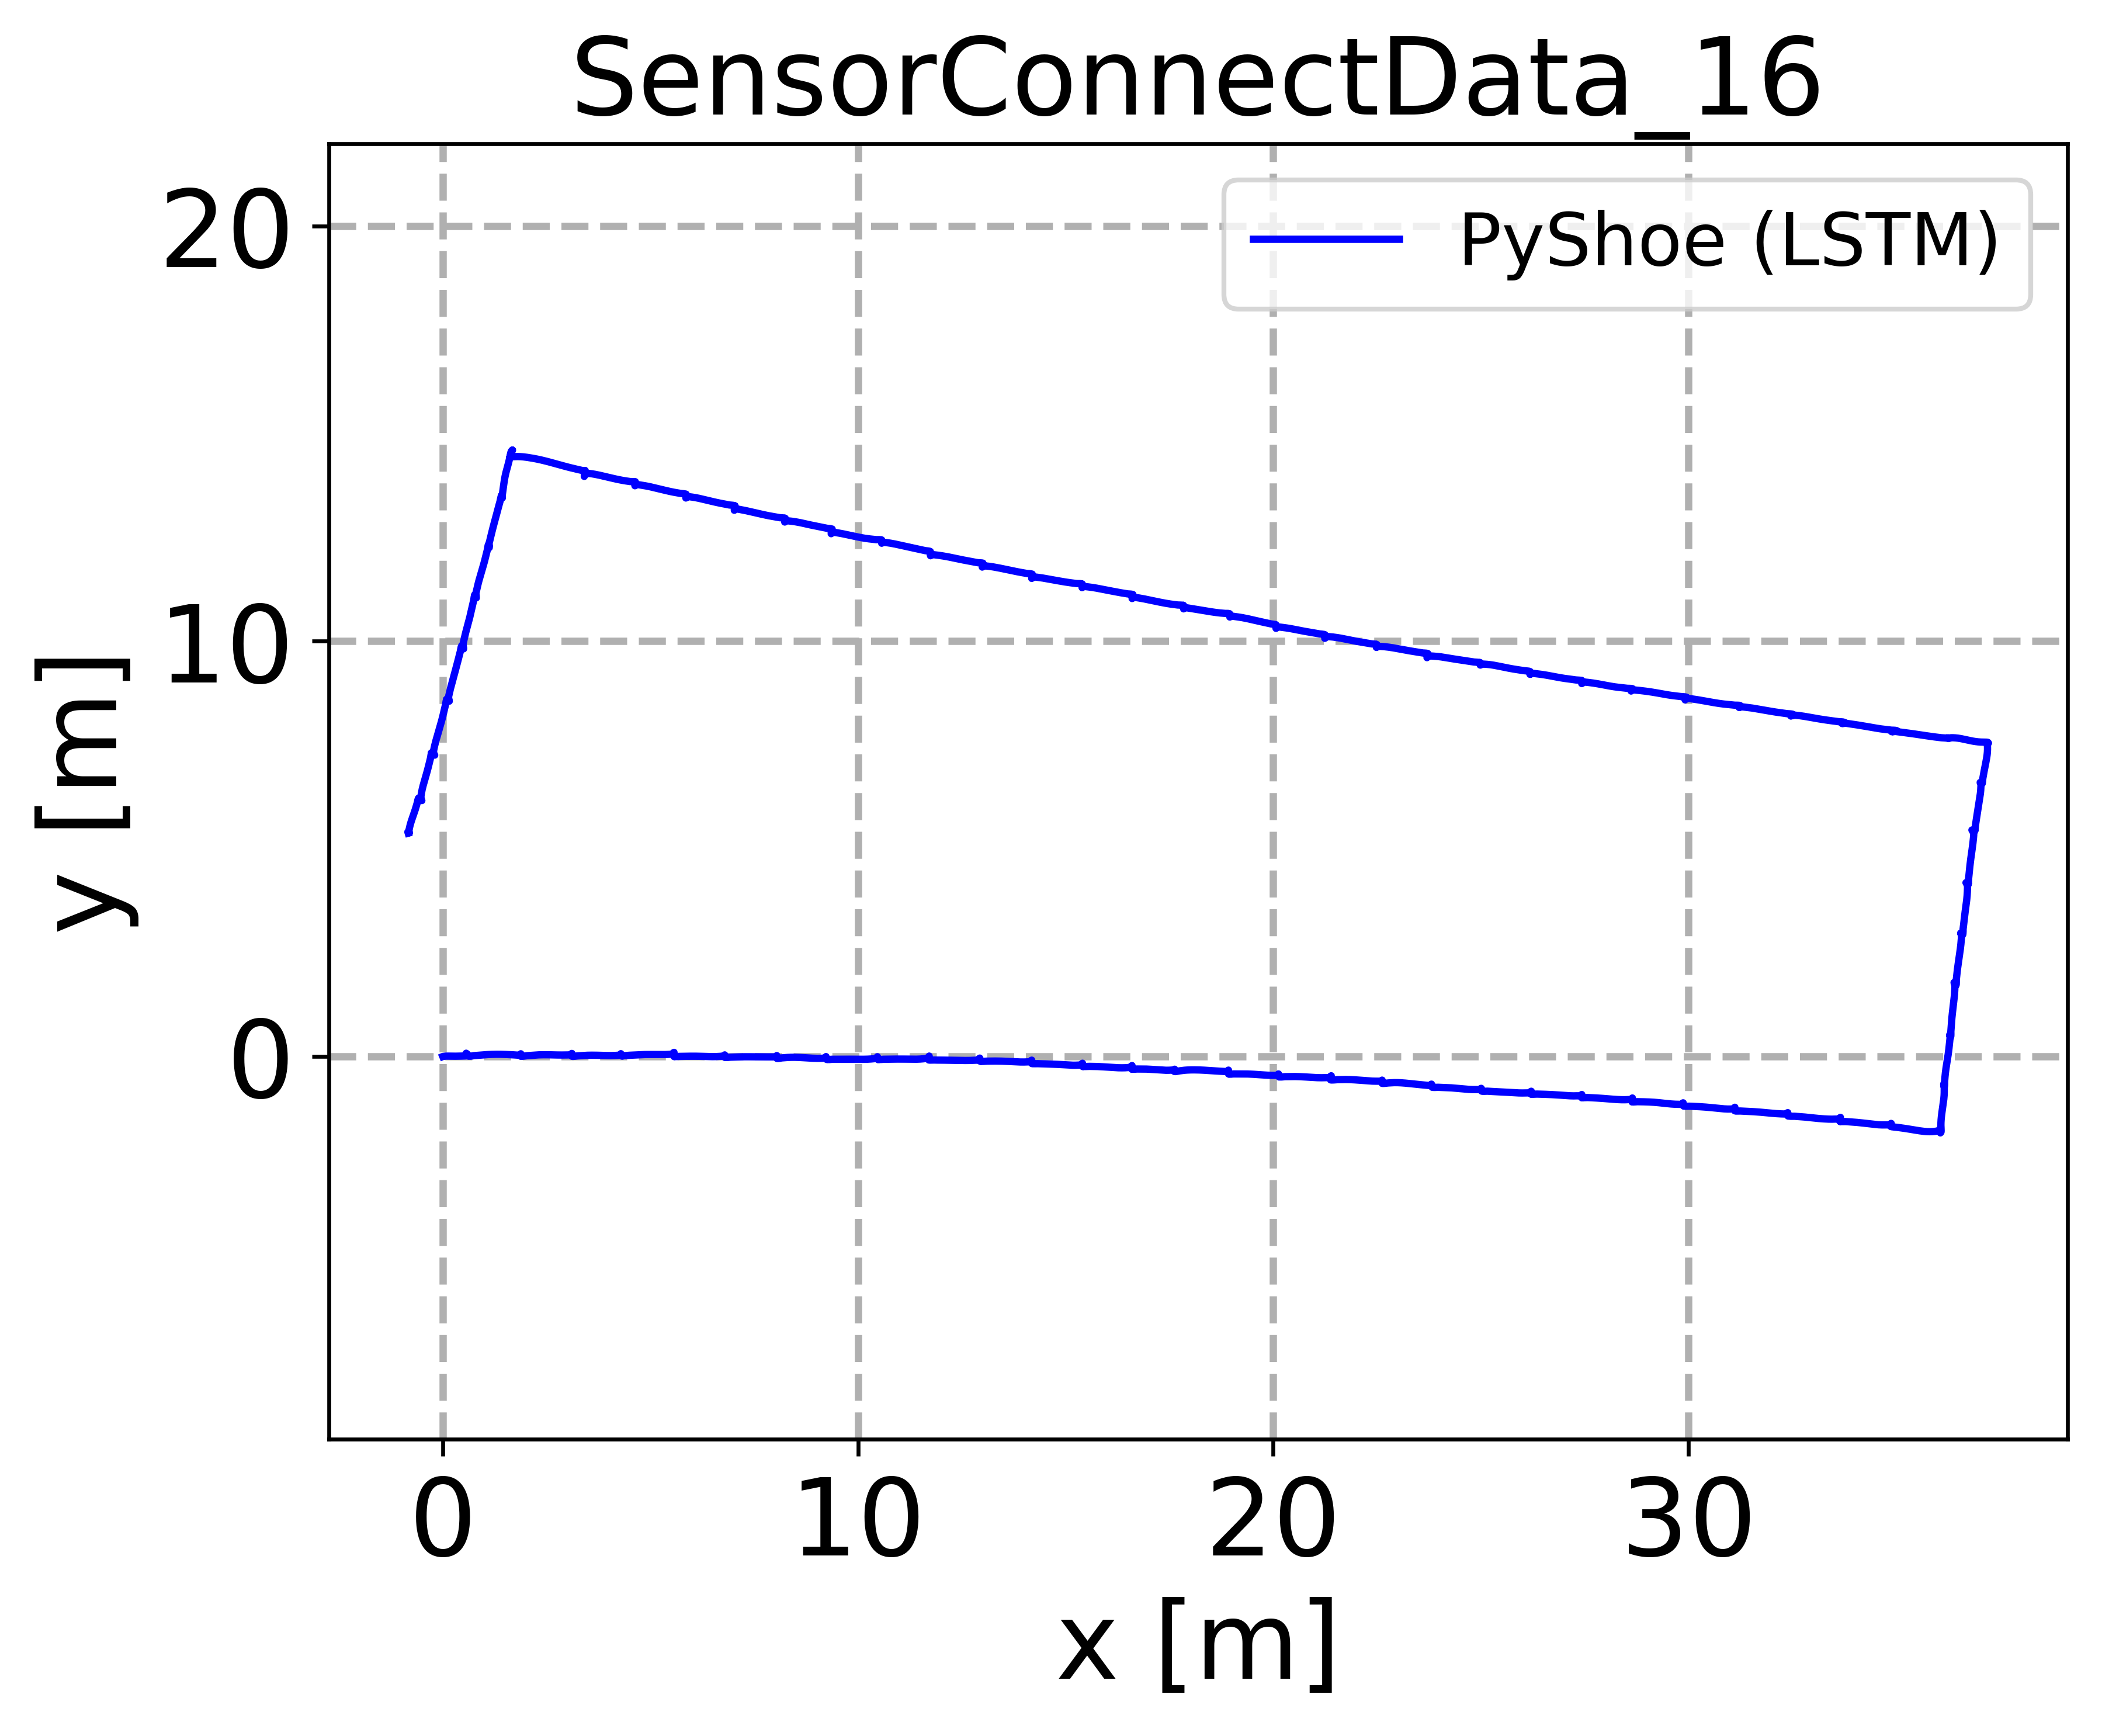 SensorConnectData_16
PyShoe (LSTM)
20
10
0
y [m]
0 10 20 30
x [m]